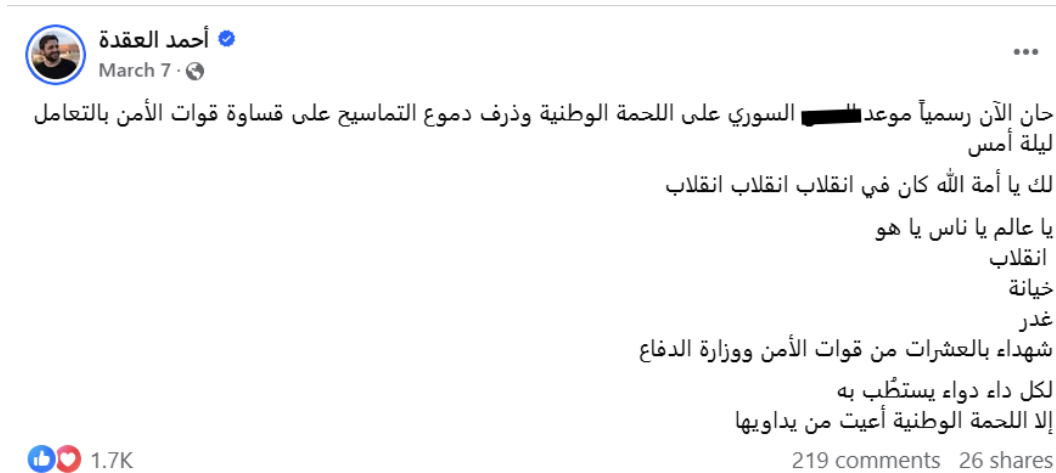 أحمد العقدة
March 7
حان الآن رسمياً موعد السوري على اللحمة الوطنية وذرف دموع التماسيح على قساوة قوات الأمن بالتعامل
ليلة أمس
لك يا أمة الله كان في انقلاب انقلاب انقلاب
يا عالم يا ناس يا هو
انقلاب
خيانة
غدر
شهداء بالعشرات من قوات الأمن ووزارة الدفاع
لكل داء دواء يستطُب به
إلا اللحمة الوطنية أعيت من يداويها
1.7K
219 comments 26 shares